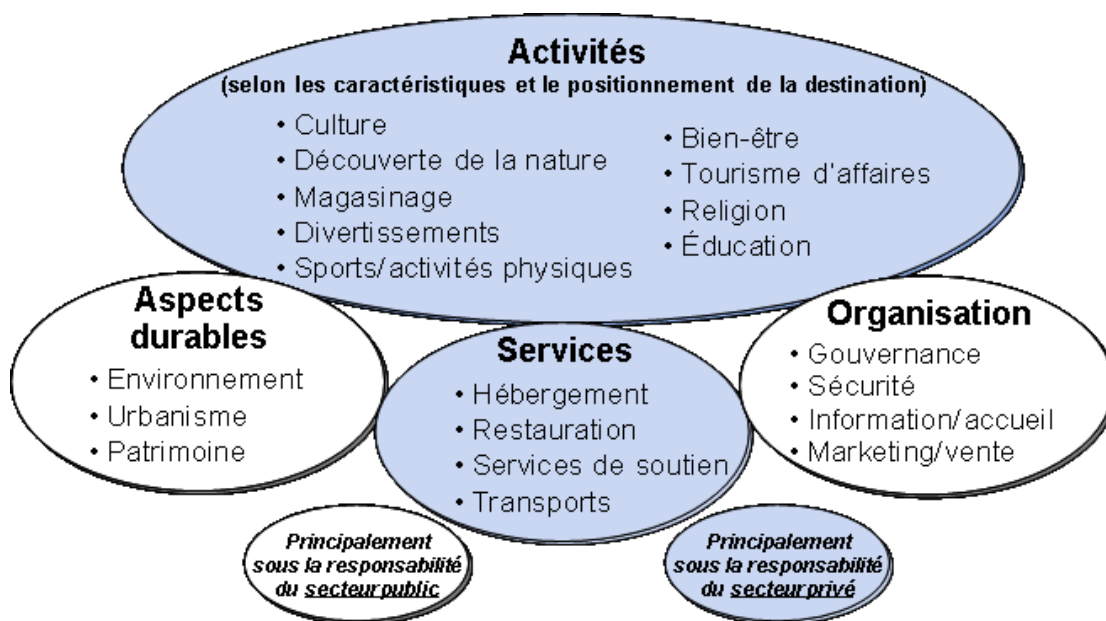 Activités
(selon les caractéristiques et le positionnement de la destination)
• Culture
• Découverte de la nature
• Magasinage
• Divertissements
• Sports/activités physiques
• Bien-être
• Tourisme d'affaires
• Religion
• Éducation
Aspects
durables
• Environnement
• Urbanisme
• Patrimoine
Services
• Hébergement
• Restauration
• Services de soutien
• Transports
Organisation
• Gouvernance
• Sécurité
• Information/accueil
• Marketing/vente
Principalement
sous la responsabilité
du secteur public
Principalement
sous la responsabilité
du secteur privé